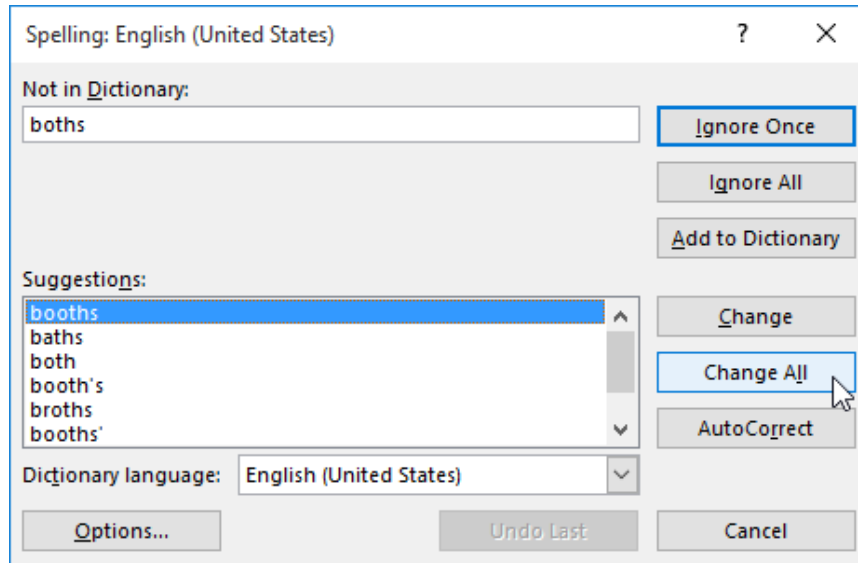 Spelling: English (United States)
?
Not in Dictionary:
boths
Ignore Once
Ignore All
Add to Dictionary
Suggestions:
booths
baths
both
booth's
broths
booths'
Change
Change All
AutoCorrect
Dictionary language: English (United States)
Options... Undo Last Cancel